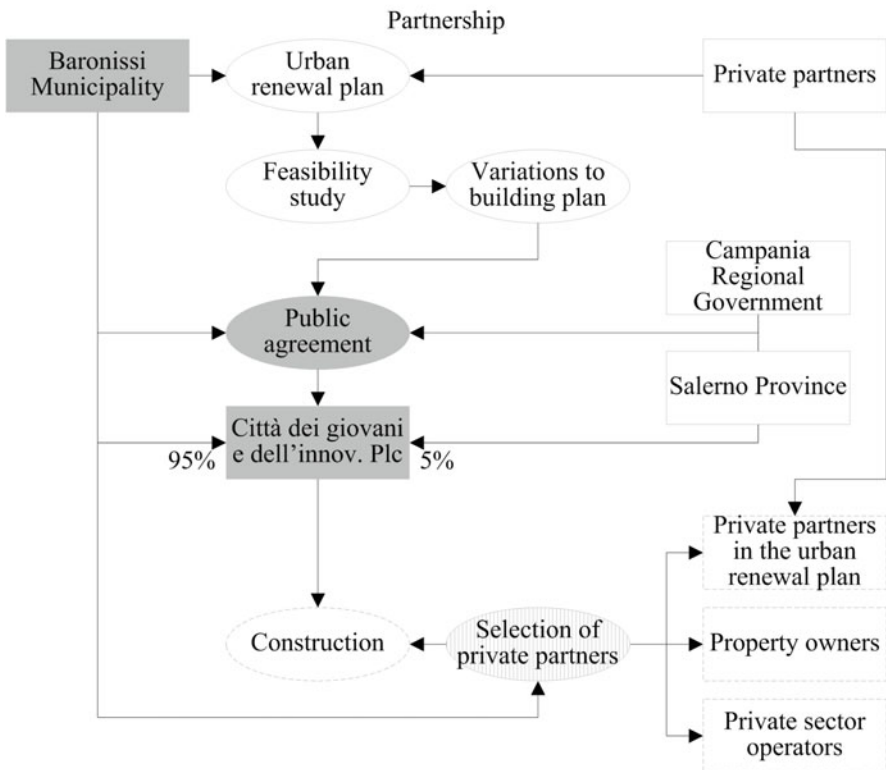 Partnership
Baronissi
Municipality
Urban
renewal plan
Private partners
Feasibility
study
Variations to
building plan
Campania
Regional
Government
Public
agreement
Salerno Province
Città dei giovani
e dell'innov. Plc
95%
5%
Private partners
in the urban
renewal plan
Construction
Selection of
private partners
Property owners
Private sector
operators